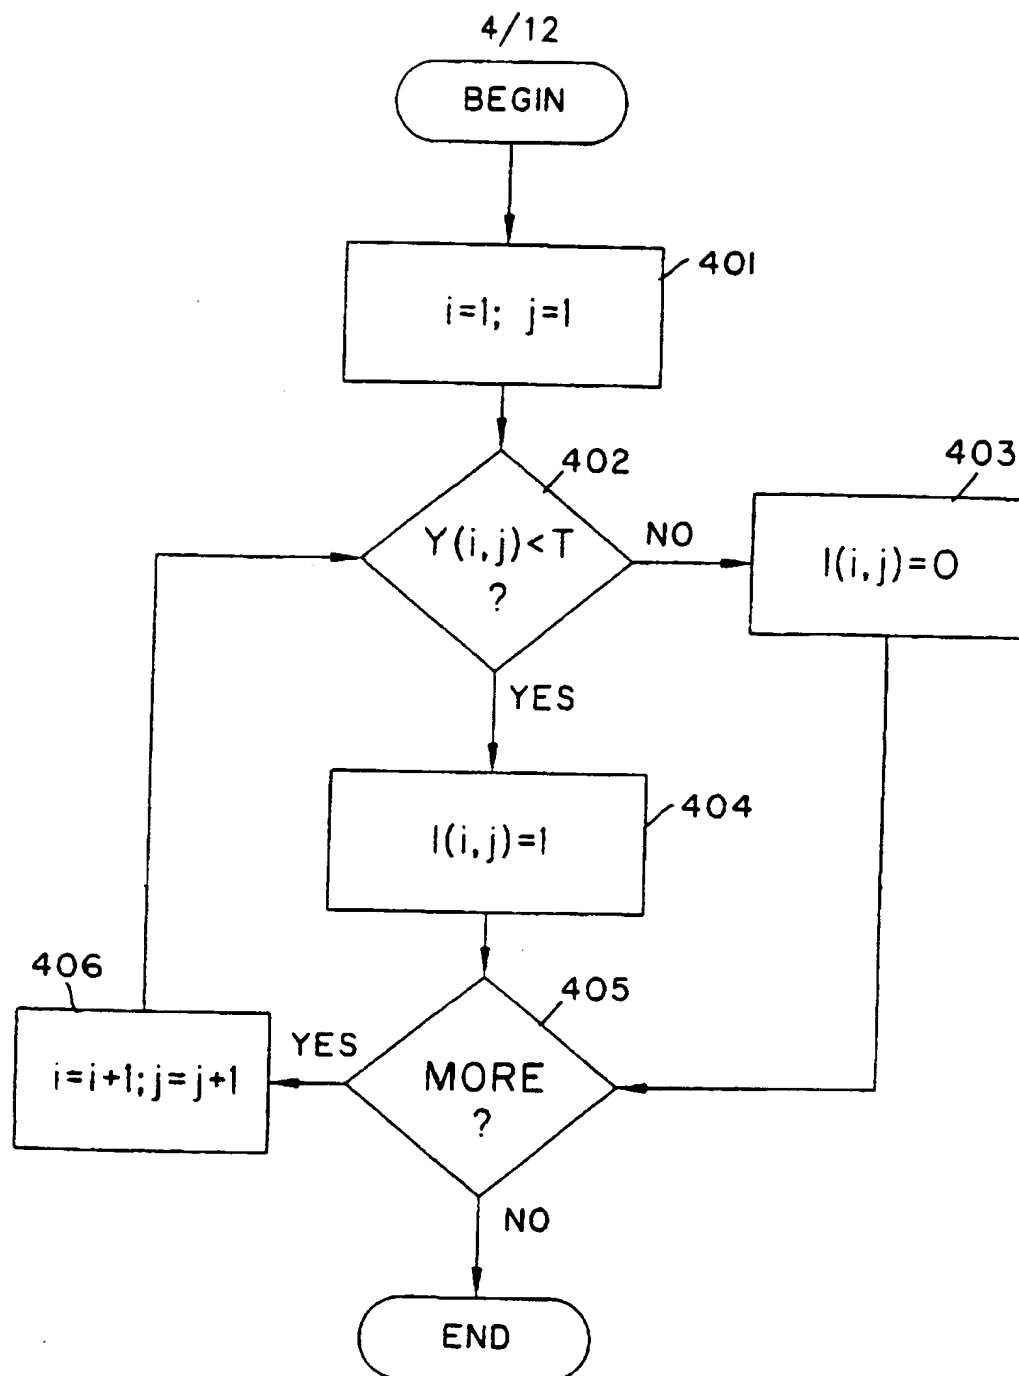 4/12
BEGIN
401
i=1; j=1
402
Y(i,j)<T
?
NO
403
I(i,j)=0
YES
404
I(i,j)=1
405
MORE
?
YES
406
i=i+1; j=j+1
NO
END